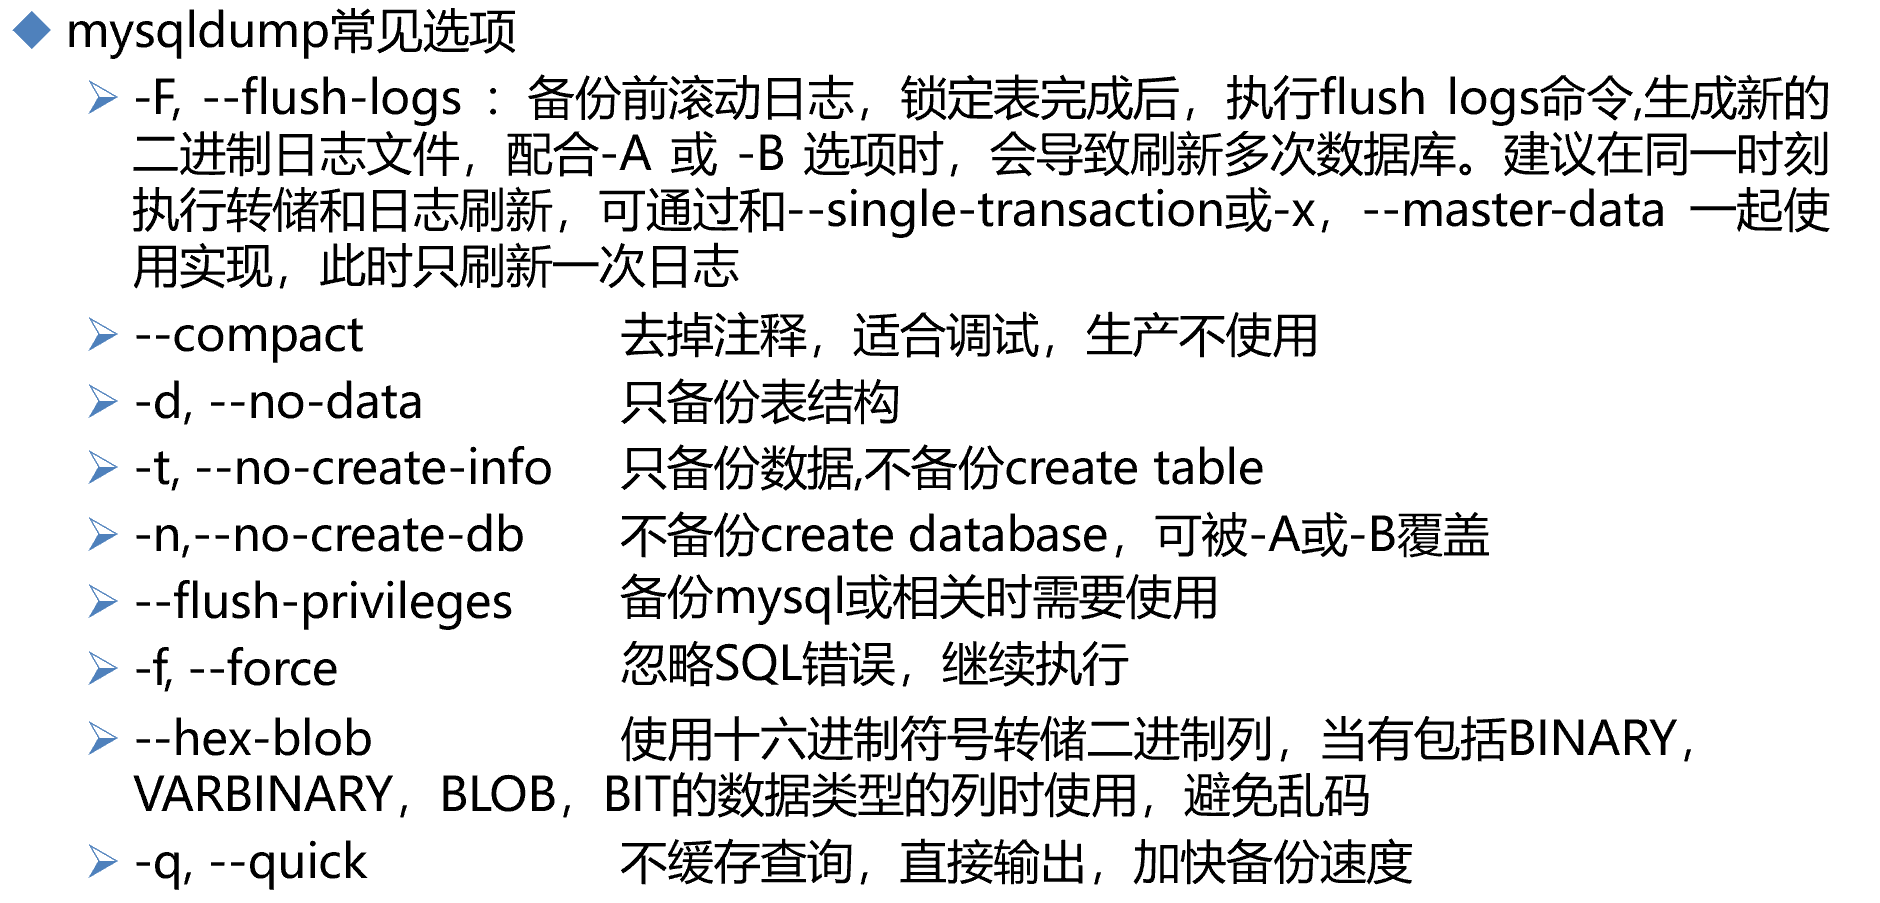 mysqldump常见选项
-F, --flush-logs ：备份前滚动日志，锁定表完成后，执行flush logs命令,生成新的
二进制日志文件，配合-A 或 -B 选项时，会导致刷新多次数据库。建议在同一时刻
执行转储和日志刷新，可通过和--single-transaction或-x，--master-data 一起使
用实现，此时只刷新一次日志
--compact 去掉注释，适合调试，生产不使用
-d, --no-data 只备份表结构
-t, --no-create-info 只备份数据,不备份create table
-n,--no-create-db 不备份create database，可被-A或-B覆盖
--flush-privileges 备份mysql或相关时需要使用
-f, --force 忽略SQL错误，继续执行
--hex-blob 使用十六进制符号转储二进制列，当有包括BINARY，
VARBINARY，BLOB，BIT的数据类型的列时使用，避免乱码
-q, --quick 不缓存查询，直接输出，加快备份速度